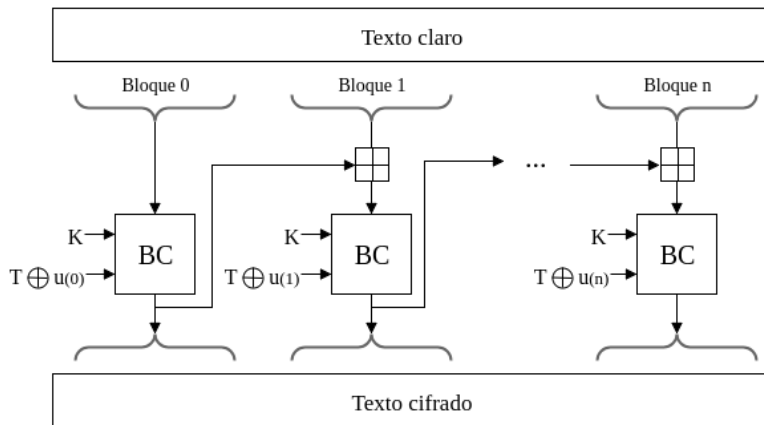 Texto claro
Bloque 0 Bloque 1 Bloque n
...
BC BC BC
K K K
T ⊕ u(0) T ⊕ u(1) T ⊕ u(n)
Texto cifrado